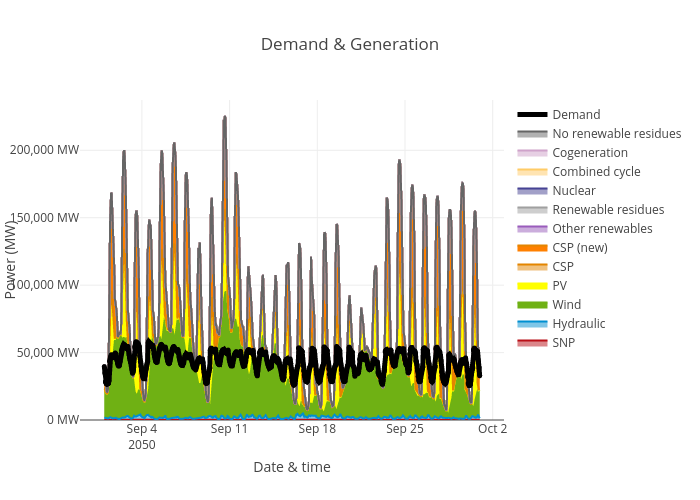 Demand & Generation
200,000 MW
150,000 MW
100,000 MW
50,000 MW
0 MW
Power (MW)
Sep 4
2050
Sep 11
Sep 18
Sep 25
Oct 2
Date & time
Demand
No renewable residues
Cogeneration
Combined cycle
Nuclear
Renewable residues
Other renewables
CSP (new)
CSP
PV
Wind
Hydraulic
SNP